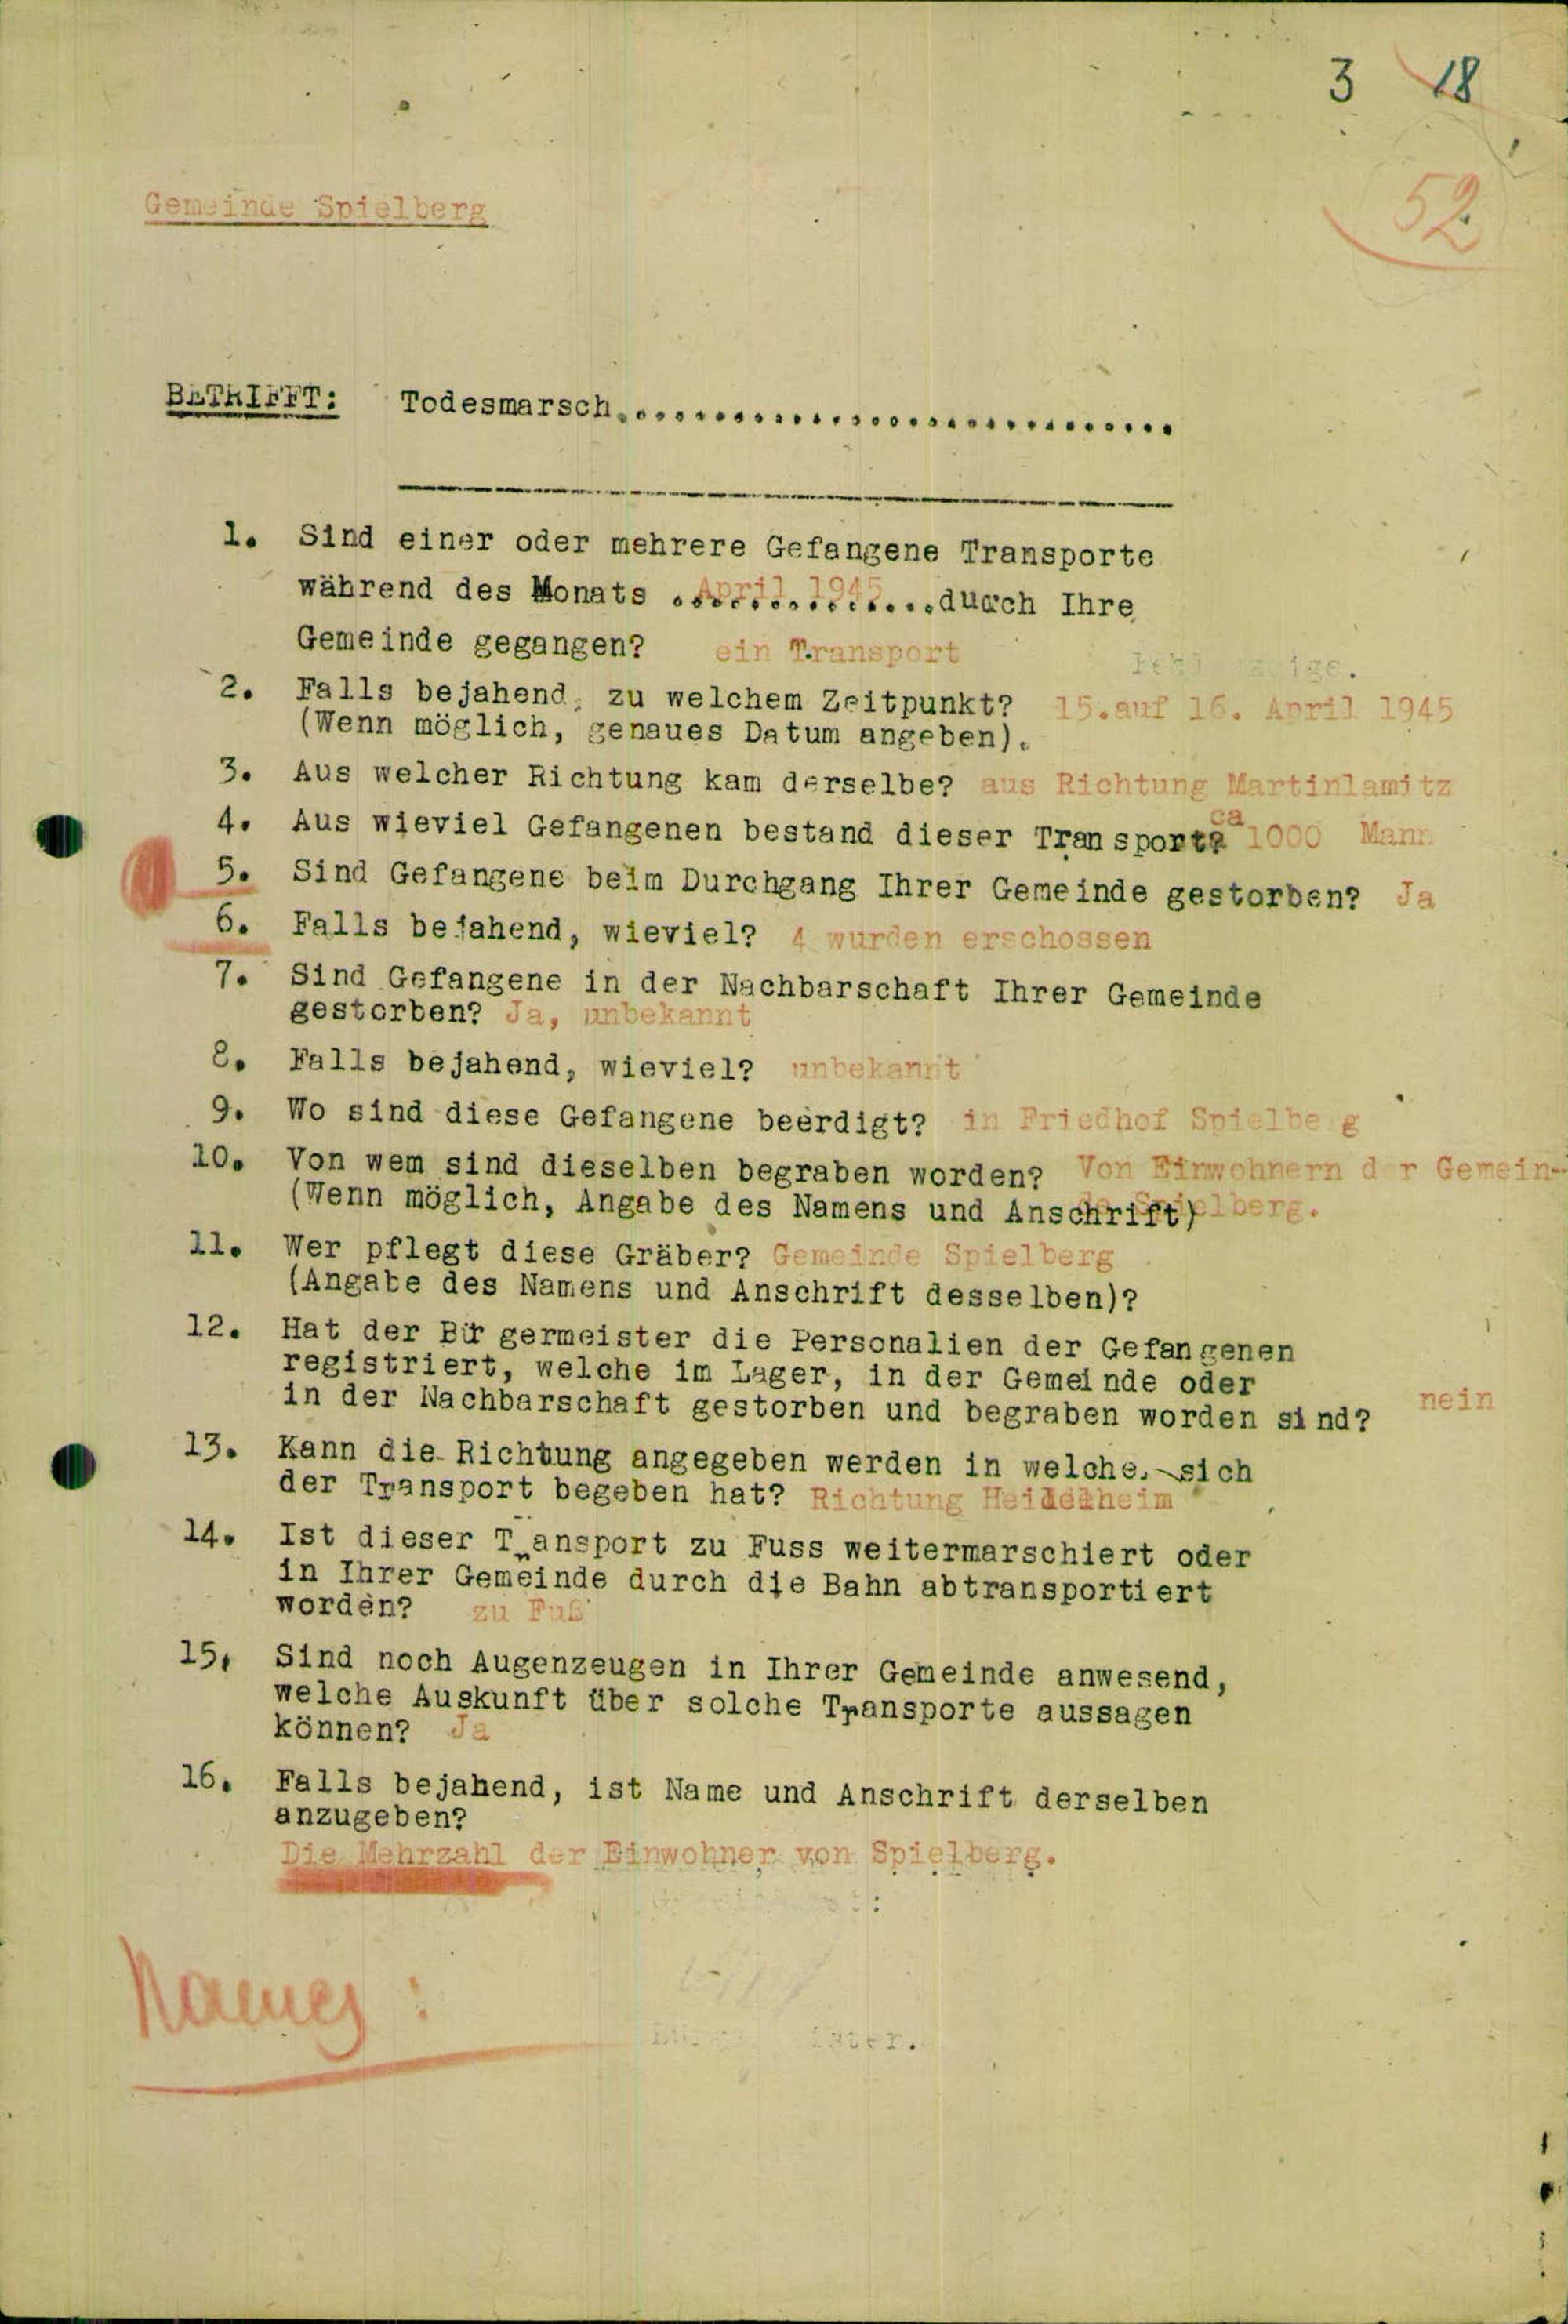 3 18
52
Gemeinde Spielberg
BETRIFFT: Todesmarsch.............................
1. Sind einer oder mehrere Gefangene Transporte
während des Monats ..April 1945....durch Ihre
Gemeinde gegangen? ein Transport
2. Falls bejahend, zu welchem Zeitpunkt? 15.auf 16. April 1945
(Wenn möglich, genaues Datum angeben).
3. Aus welcher Richtung kam derselbe? aus Richtung Martinlamitz
4. Aus wieviel Gefangenen bestand dieser Transport? ca 1000 Mann
5. Sind Gefangene beim Durchgang Ihrer Gemeinde gestorben? Ja
6. Falls bejahend, wieviel? 4 wurden erschossen
7. Sind Gefangene in der Nachbarschaft Ihrer Gemeinde
gestorben? Ja, unbekannt
8. Falls bejahend, wieviel? unbekannt
9. Wo sind diese Gefangene beerdigt? in Friedhof Spielbe g
10. Von wem sind dieselben begraben worden? Von Einwohnern d r Gemein-
(Wenn möglich, Angabe des Namens und Anschrift) de Spielberg.
11. Wer pflegt diese Gräber? Gemeinde Spielberg
(Angabe des Namens und Anschrift desselben)?
12. Hat der Bürgermeister die Personalien der Gefangenen
registriert, welche im Lager, in der Gemeinde oder
in der Nachbarschaft gestorben und begraben worden sind? nein
13. Kann die Richtung angegeben werden in welche sich
der Transport begeben hat? Richtung Heidelheim
14. Ist dieser Transport zu Fuss weitermarschiert oder
in Ihrer Gemeinde durch die Bahn abtransportiert
worden? zu Fuß
15. Sind noch Augenzeugen in Ihrer Gemeinde anwesend,
welche Auskunft über solche Transporte aussagen
können? Ja
16. Falls bejahend, ist Name und Anschrift derselben
anzugeben?
Die Mehrzahl der Einwohner von Spielberg.